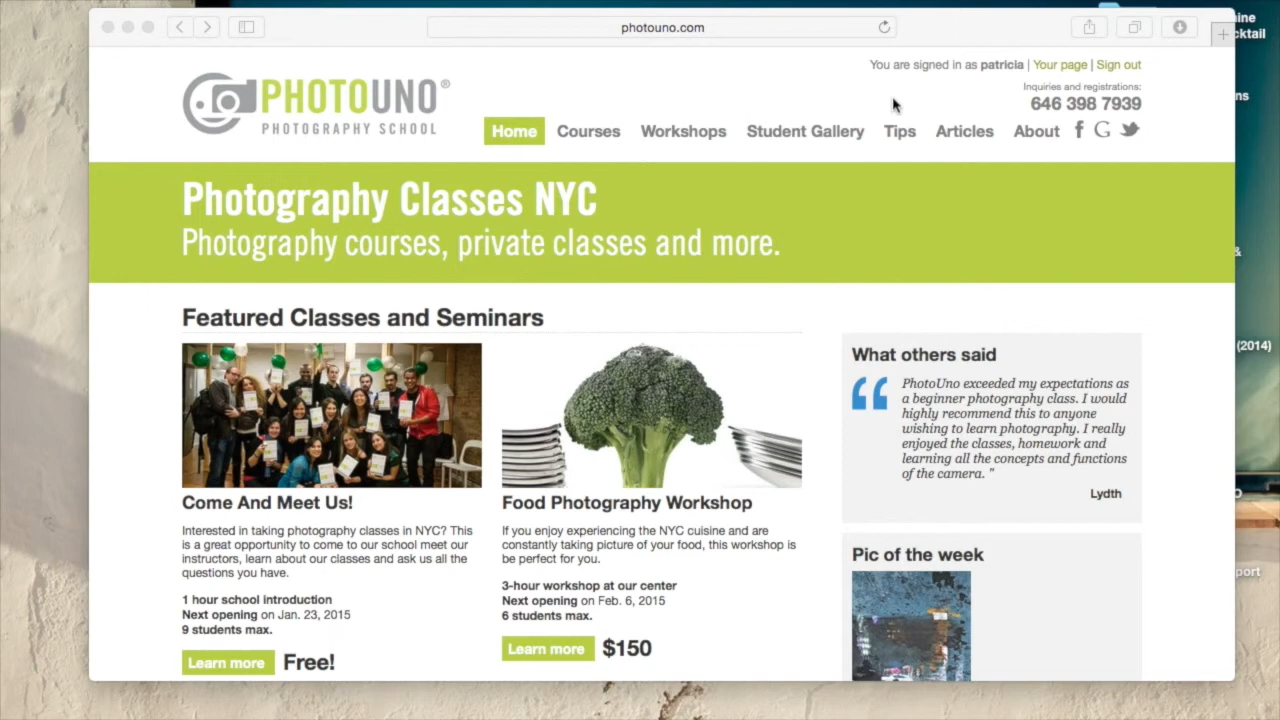 photouno.com
ine
cktail
You are signed in as patricia | Your page | Sign out
Inquiries and registrations:
646 398 7939
PHOTOUNO®
PHOTOGRAPHY SCHOOL
Home Courses Workshops Student Gallery Tips Articles About
ns
Photography Classes NYC
Photography courses, private classes and more.
&
Featured Classes and Seminars
(2014)
Come And Meet Us!
Interested in taking photography classes in NYC? This
is a great opportunity to come to our school meet our
instructors, learn about our classes and ask us all the
questions you have.
1 hour school introduction
Next opening on Jan. 23, 2015
9 students max.
Learn more Free!
Food Photography Workshop
If you enjoy experiencing the NYC cuisine and are
constantly taking picture of your food, this workshop is
be perfect for you.
3-hour workshop at our center
Next opening on Feb. 6, 2015
6 students max.
Learn more $150
What others said
PhotoUno exceeded my expectations as
a beginner photography class. I would
highly recommend this to anyone
wishing to learn photography. I really
enjoyed the classes, homework and
learning all the concepts and functions
of the camera. "
Lydth
Pic of the week
port